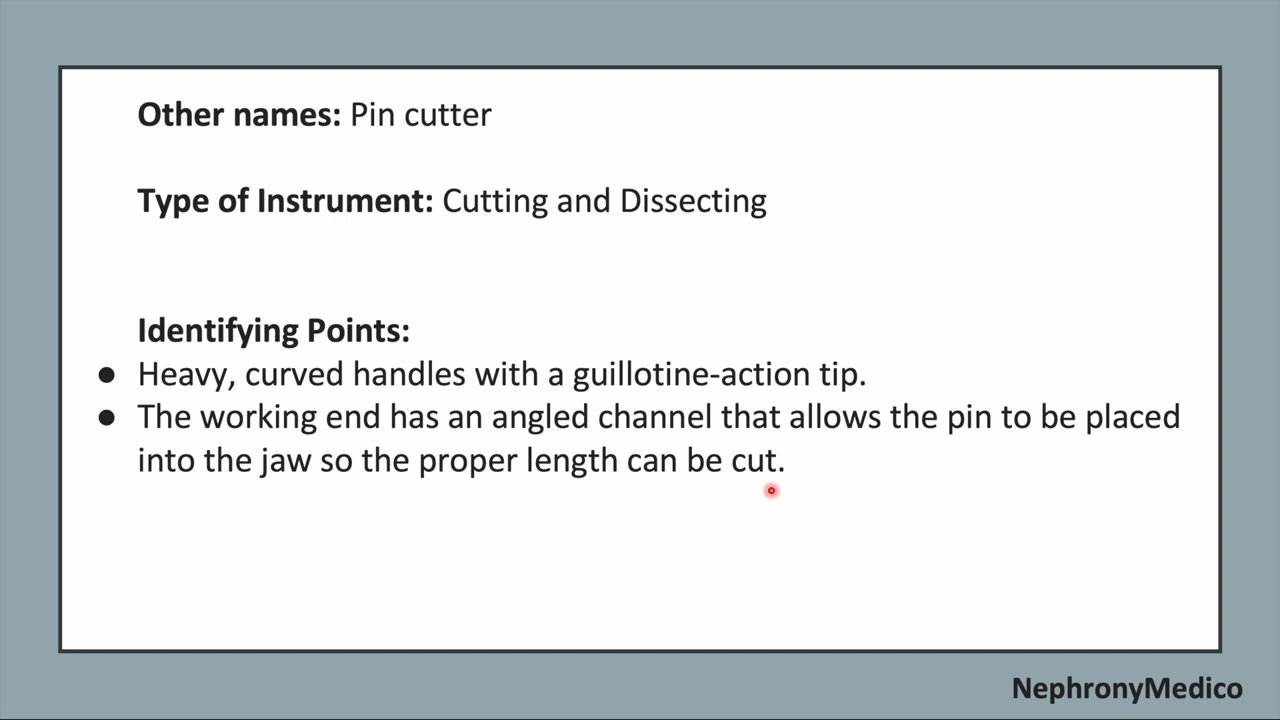 Other names: Pin cutter
Type of Instrument: Cutting and Dissecting
Identifying Points:
● Heavy, curved handles with a guillotine-action tip.
● The working end has an angled channel that allows the pin to be placed
into the jaw so the proper length can be cut.
NephronyMedico